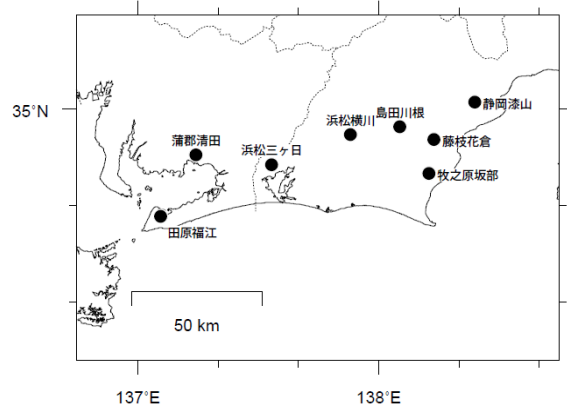 35°N
静岡漆山
島田川根
浜松横川
藤枝花倉
蒲郡清田
浜松三ヶ日
牧之原坂部
田原福江
50 km
137°E
138°E